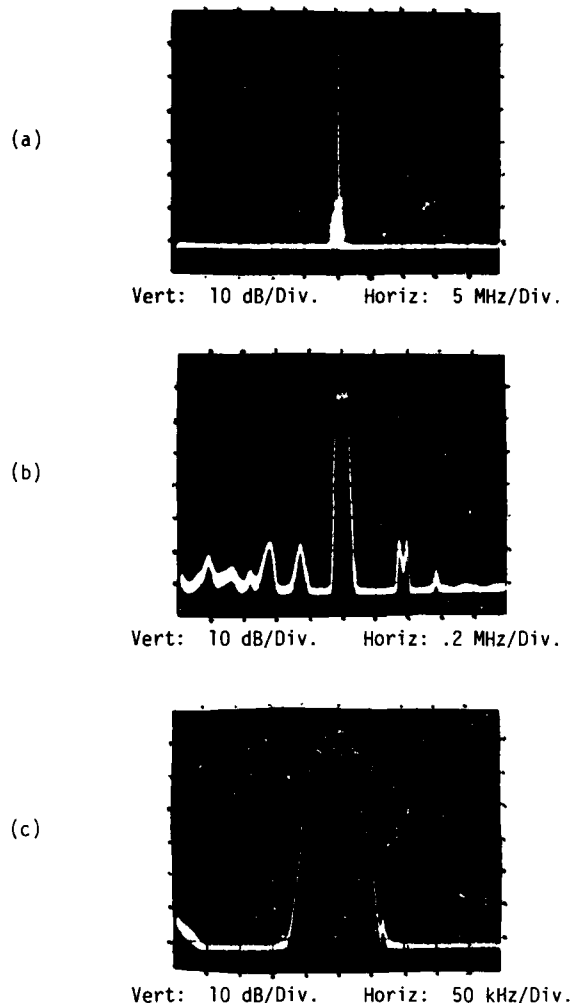 (a)
Vert: 10 dB/Div. Horiz: 5 MHz/Div.
(b)
Vert: 10 dB/Div. Horiz: .2 MHz/Div.
(c)
Vert: 10 dB/Div. Horiz: 50 kHz/Div.